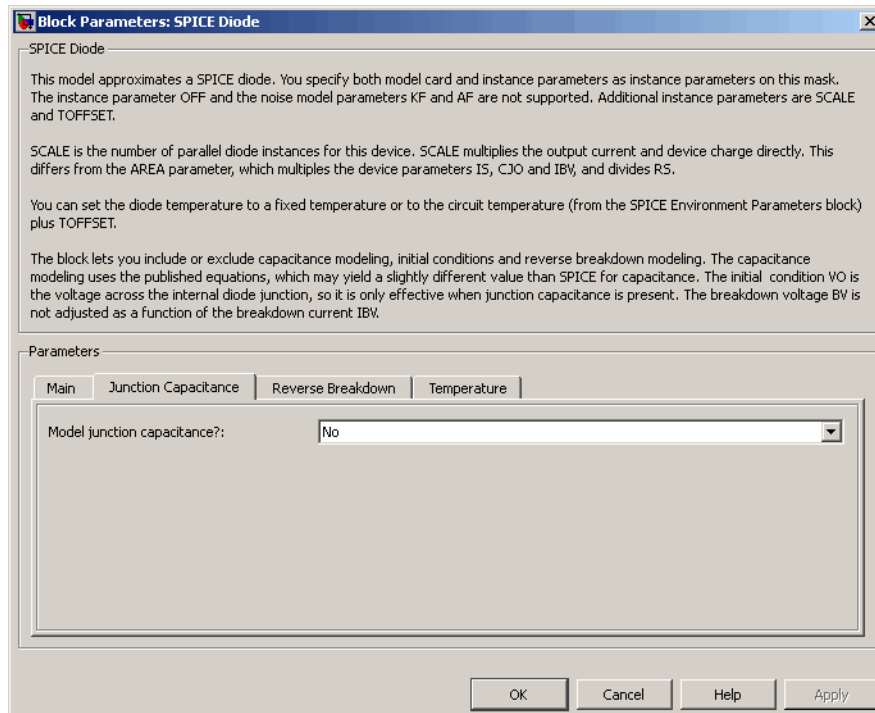 Block Parameters: SPICE Diode
SPICE Diode
This model approximates a SPICE diode. You specify both model card and instance parameters as instance parameters on this mask.
The instance parameter OFF and the noise model parameters KF and AF are not supported. Additional instance parameters are SCALE
and TOFFSET.
SCALE is the number of parallel diode instances for this device. SCALE multiplies the output current and device charge directly. This
differs from the AREA parameter, which multiples the device parameters IS, CJO and IBV, and divides RS.
You can set the diode temperature to a fixed temperature or to the circuit temperature (from the SPICE Environment Parameters block)
plus TOFFSET.
The block lets you include or exclude capacitance modeling, initial conditions and reverse breakdown modeling. The capacitance
modeling uses the published equations, which may yield a slightly different value than SPICE for capacitance. The initial condition VO is
the voltage across the internal diode junction, so it is only effective when junction capacitance is present. The breakdown voltage BV is
not adjusted as a function of the breakdown current IBV.
Parameters
Main Junction Capacitance Reverse Breakdown Temperature
Model junction capacitance?: No
OK Cancel Help Apply